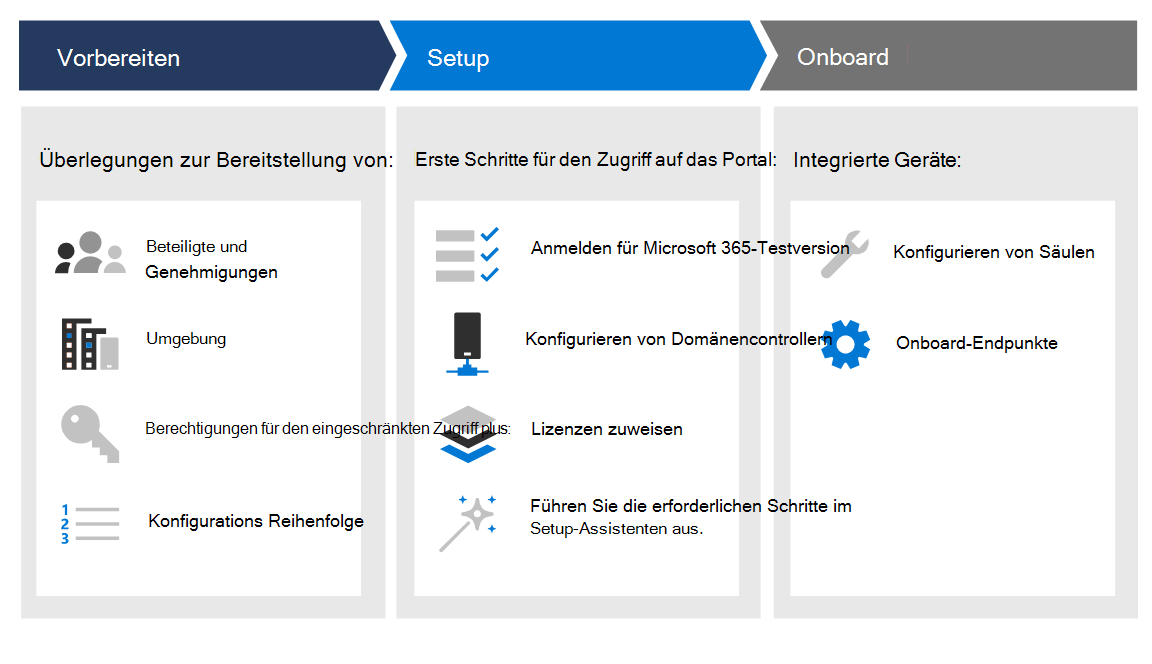 Vorbereiten
Setup
Onboard
Überlegungen zur Bereitstellung von:
Beteiligte und
Genehmigungen
Umgebung
Berechtigungen für den eingeschränkten Zugriff plus:
1
2
3
Konfigurations Reihenfolge
Erste Schritte für den Zugriff auf das Portal:
Anmelden für Microsoft 365-Testversion
Konfigurieren von Domänencontrollern
Lizenzen zuweisen
Führen Sie die erforderlichen Schritte im
Setup-Assistenten aus.
Integrierte Geräte:
Konfigurieren von Säulen
Onboard-Endpunkte